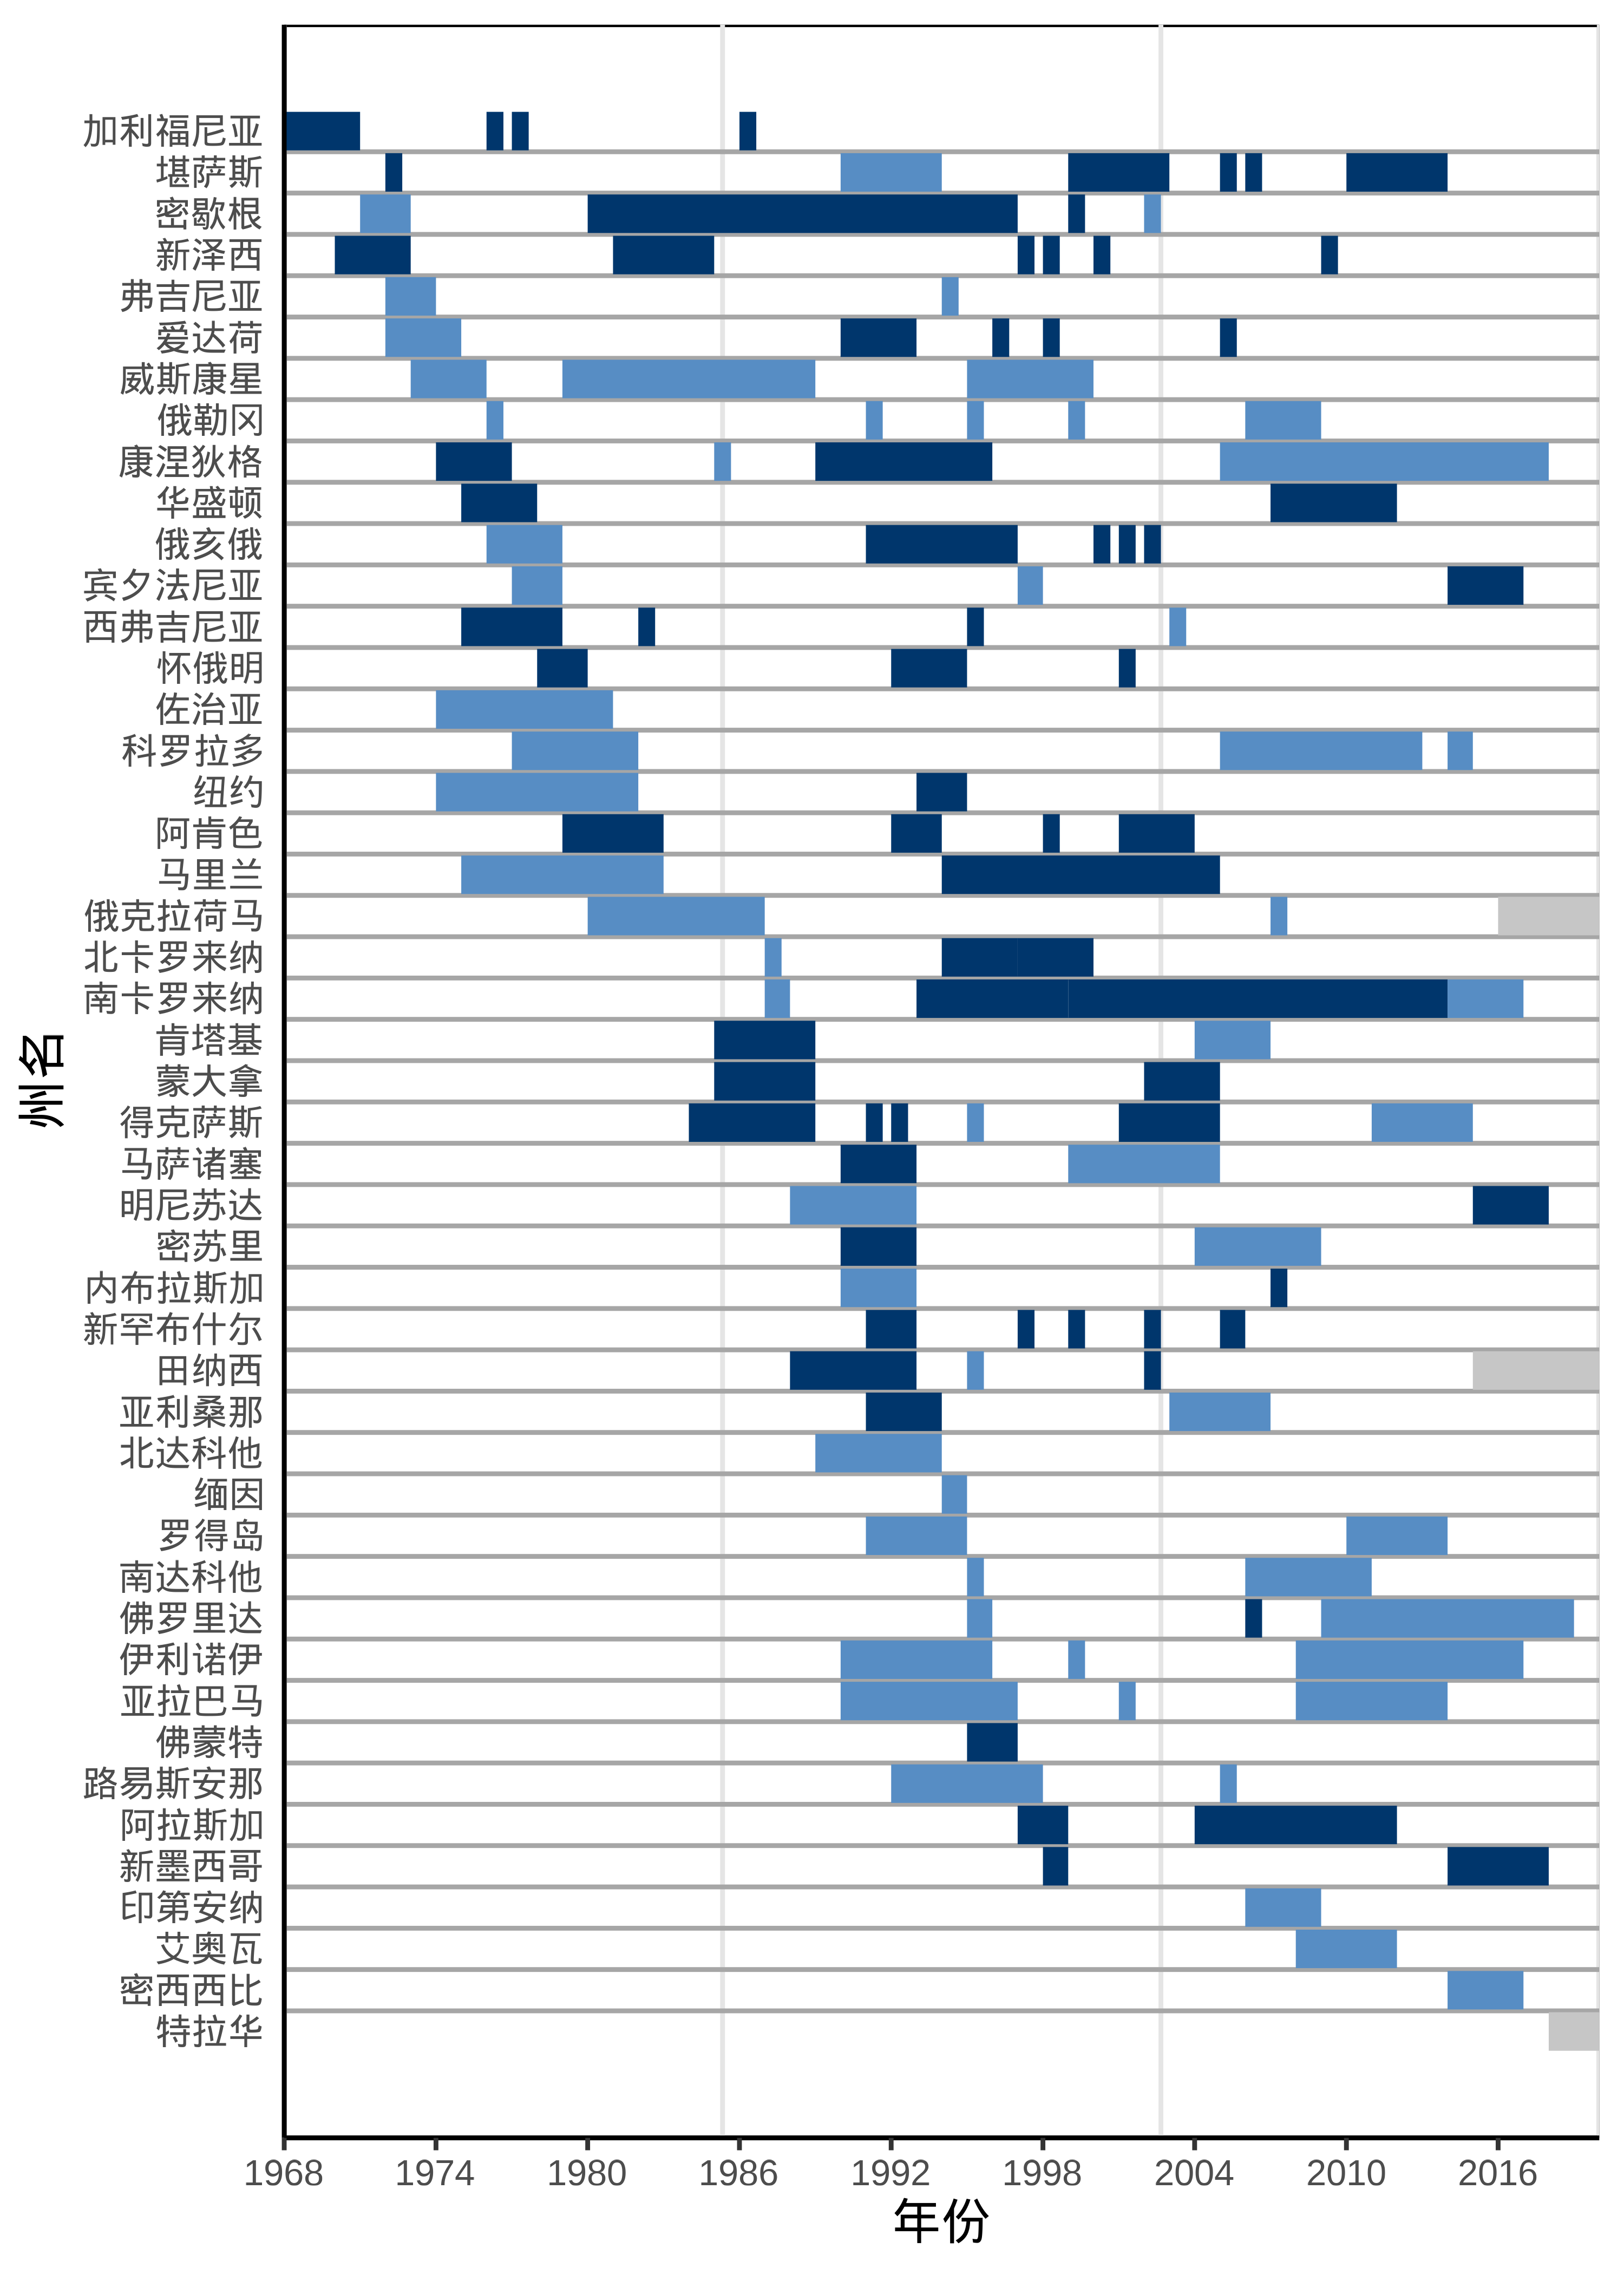 加利福尼亚
堪萨斯
密歇根
新泽西
弗吉尼亚
爱达荷
威斯康星
俄勒冈
康涅狄格
华盛顿
俄亥俄
宾夕法尼亚
西弗吉尼亚
怀俄明
佐治亚
科罗拉多
纽约
阿肯色
马里兰
俄克拉荷马
北卡罗来纳
南卡罗来纳
肯塔基
蒙大拿
得克萨斯
马萨诸塞
明尼苏达
密苏里
内布拉斯加
新罕布什尔
田纳西
亚利桑那
北达科他
缅因
罗得岛
南达科他
佛罗里达
伊利诺伊
亚拉巴马
佛蒙特
路易斯安那
阿拉斯加
新墨西哥
印第安纳
艾奥瓦
密西西比
特拉华
州名
1968 1974 1980 1986 1992 1998 2004 2010 2016
年份